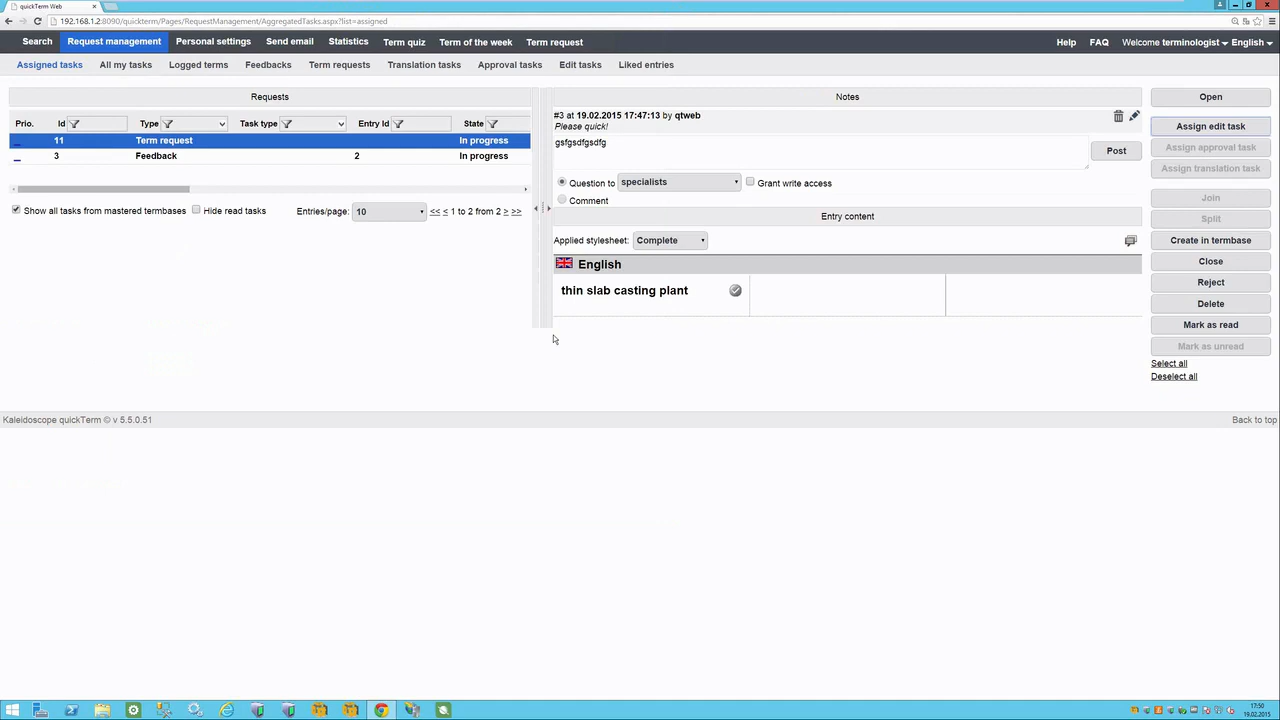 quickTerm Web
192.168.1.2:8090/quickterm/Pages/RequestManagement/AggregatedTasks.aspx?list=assigned
Search Request management Personal settings Send email Statistics Term quiz Term of the week Term request Help FAQ Welcome terminologist English
Assigned tasks All my tasks Logged terms Feedbacks Term requests Translation tasks Approval tasks Edit tasks Liked entries
Requests
Prio. Id Type Task type Entry Id State
11 Term request In progress
3 Feedback 2 In progress
Show all tasks from mastered termbases Hide read tasks Entries/page: 10 << < 1 to 2 from 2 > >>
Notes
#3 at 19.02.2015 17:47:13 by qtweb
Please quick!
gsfgsdfgsdfg
Post
Question to specialists Grant write access
Comment
Entry content
Applied stylesheet: Complete
English
thin slab casting plant
Open
Assign edit task
Assign approval task
Assign translation task
Join
Split
Create in termbase
Close
Reject
Delete
Mark as read
Mark as unread
Select all
Deselect all
Kaleidoscope quickTerm © v 5.5.0.51 Back to top
17:50
19.02.2015